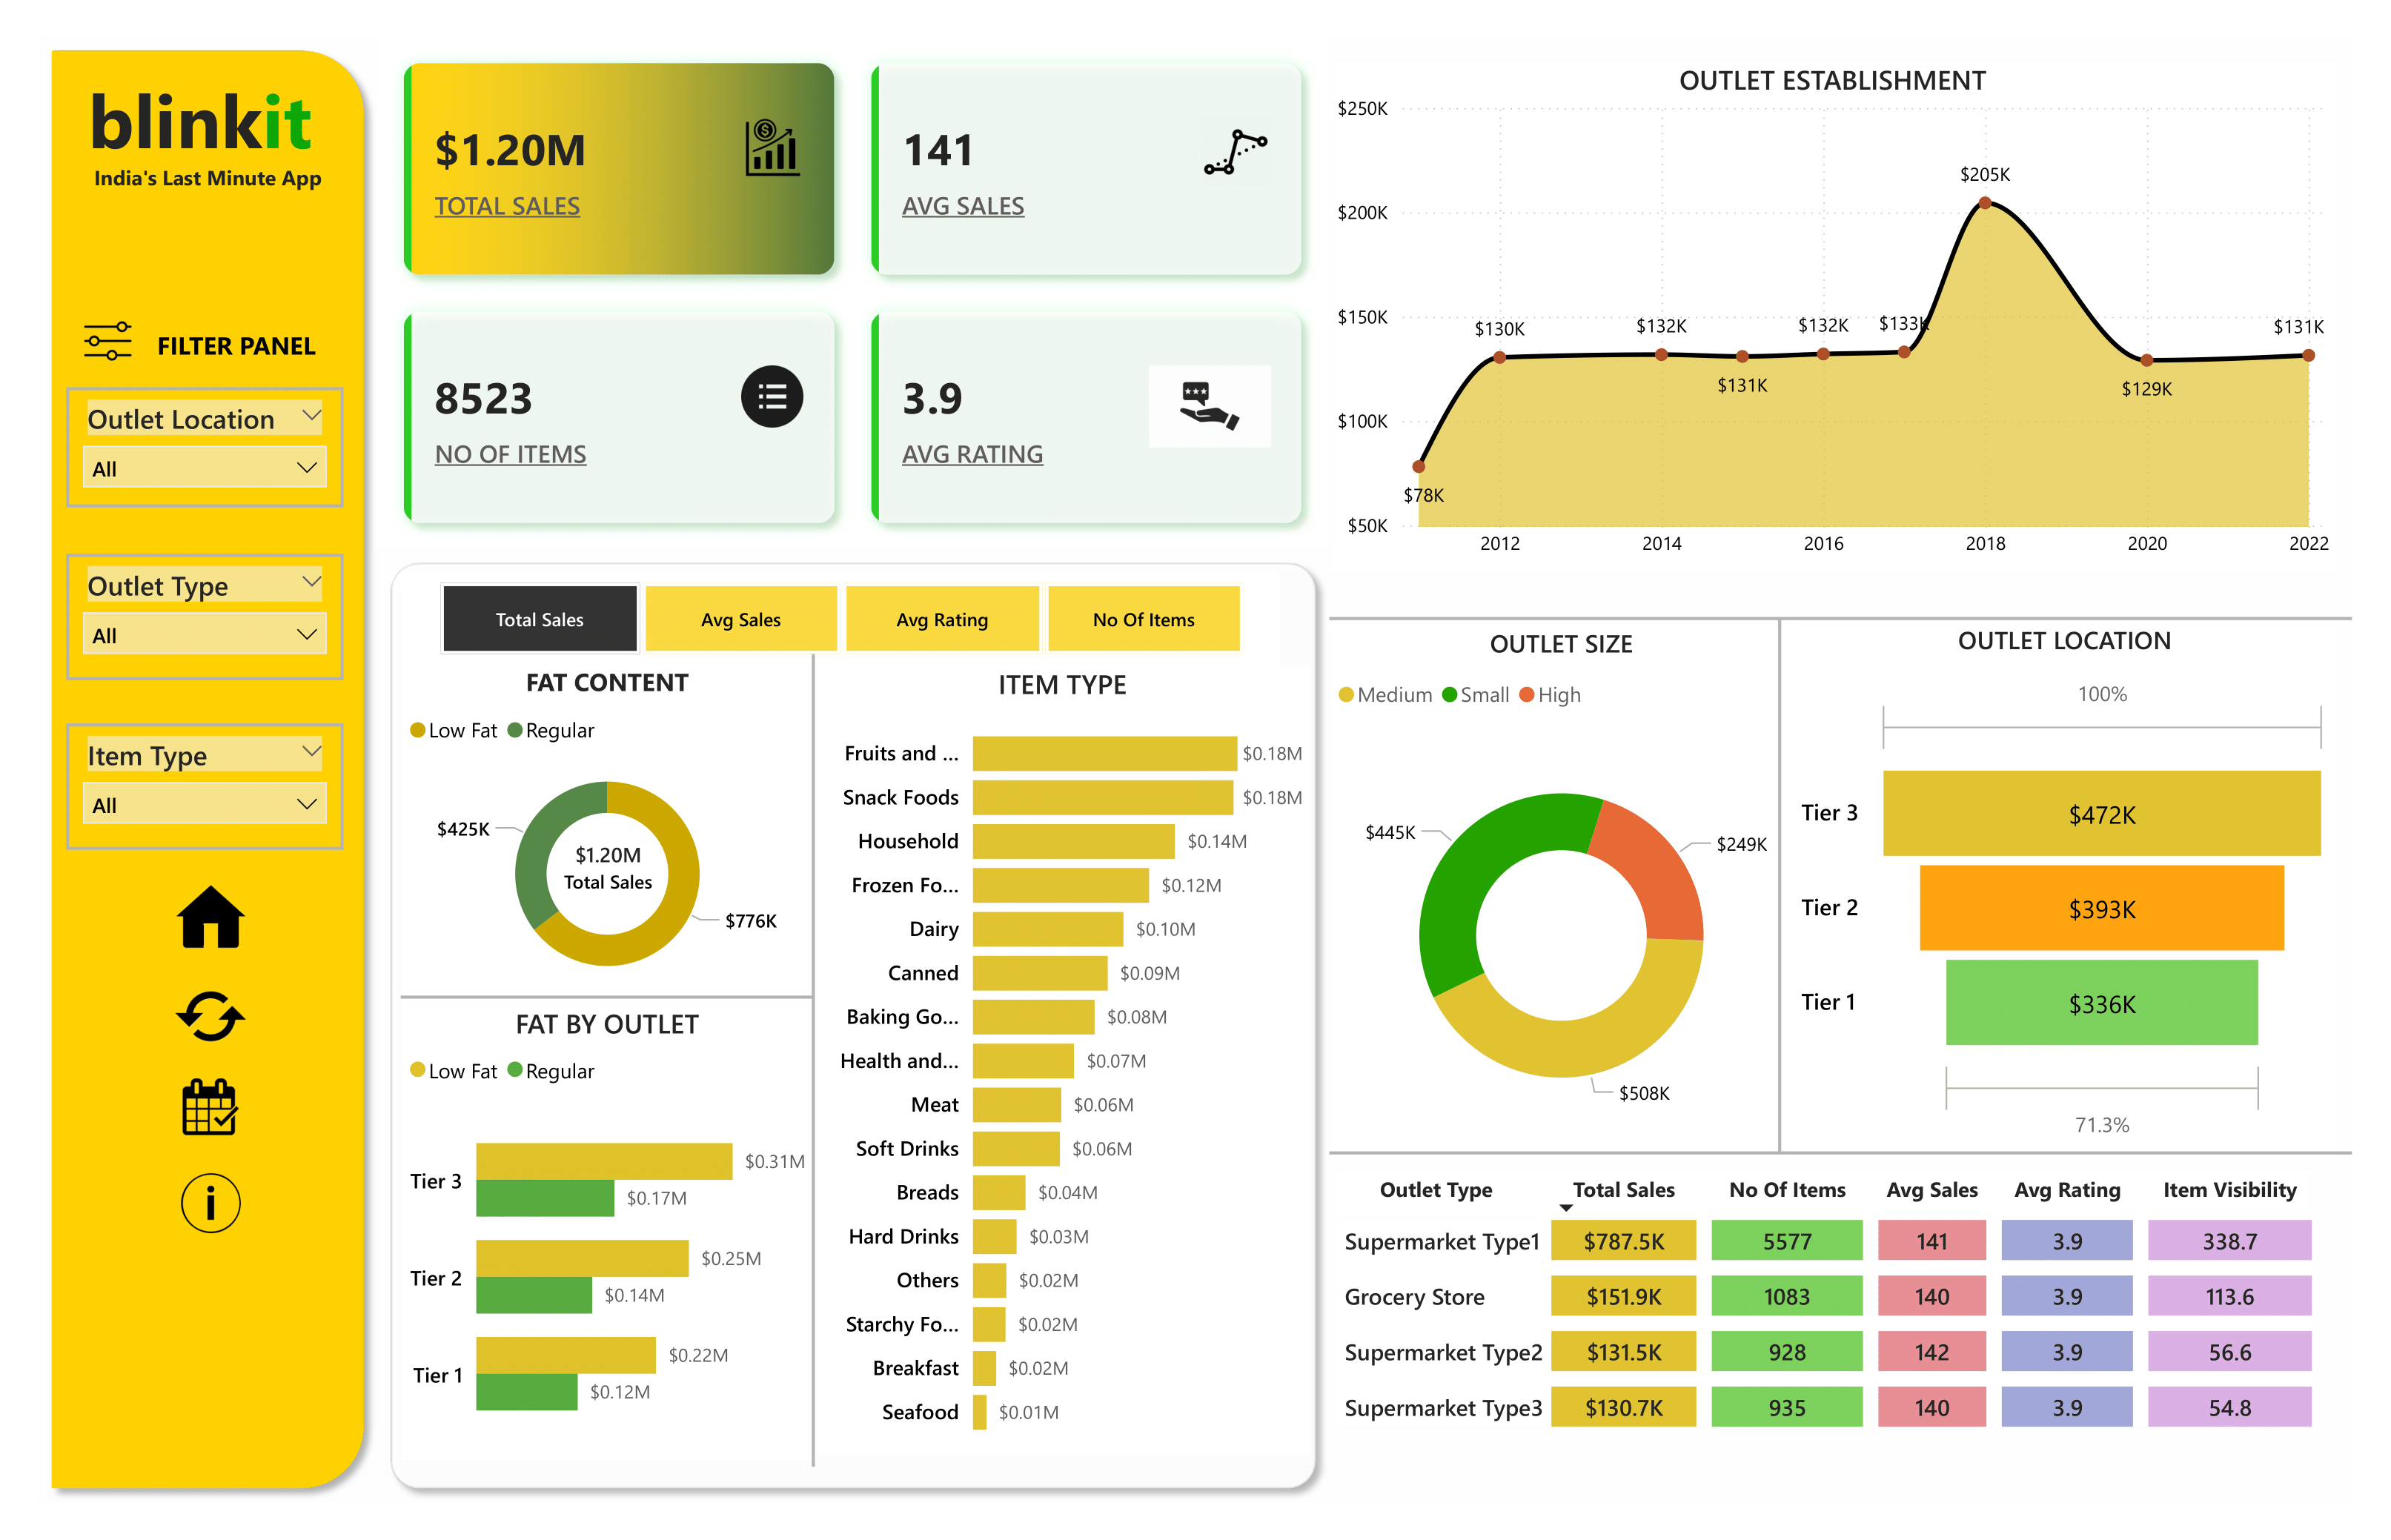 blinkit
India's Last Minute App
FILTER PANEL
Outlet Location
All
Outlet Type
All
Item Type
All
$1.20M
TOTAL SALES
141
AVG SALES
8523
NO OF ITEMS
3.9
AVG RATING
OUTLET ESTABLISHMENT
$250K
$200K
$150K
$100K
$50K
$78K
$130K
$132K
$131K
$132K
$133K
$205K
$129K
$131K
2012 2014 2016 2018 2020 2022
Total Sales Avg Sales Avg Rating No Of Items
FAT CONTENT
Low Fat Regular
$425K
$1.20M
Total Sales
$776K
FAT BY OUTLET
Low Fat Regular
Tier 3 $0.31M
$0.17M
Tier 2 $0.25M
$0.14M
Tier 1 $0.22M
$0.12M
ITEM TYPE
Fruits and ... $0.18M
Snack Foods $0.18M
Household $0.14M
Frozen Fo... $0.12M
Dairy $0.10M
Canned $0.09M
Baking Go... $0.08M
Health and... $0.07M
Meat $0.06M
Soft Drinks $0.06M
Breads $0.04M
Hard Drinks $0.03M
Others $0.02M
Starchy Fo... $0.02M
Breakfast $0.02M
Seafood $0.01M
OUTLET SIZE
Medium Small High
$445K
$249K
$508K
OUTLET LOCATION
100%
Tier 3 $472K
Tier 2 $393K
Tier 1 $336K
71.3%
Outlet Type Total Sales No Of Items Avg Sales Avg Rating Item Visibility
Supermarket Type1 $787.5K 5577 141 3.9 338.7
Grocery Store $151.9K 1083 140 3.9 113.6
Supermarket Type2 $131.5K 928 142 3.9 56.6
Supermarket Type3 $130.7K 935 140 3.9 54.8